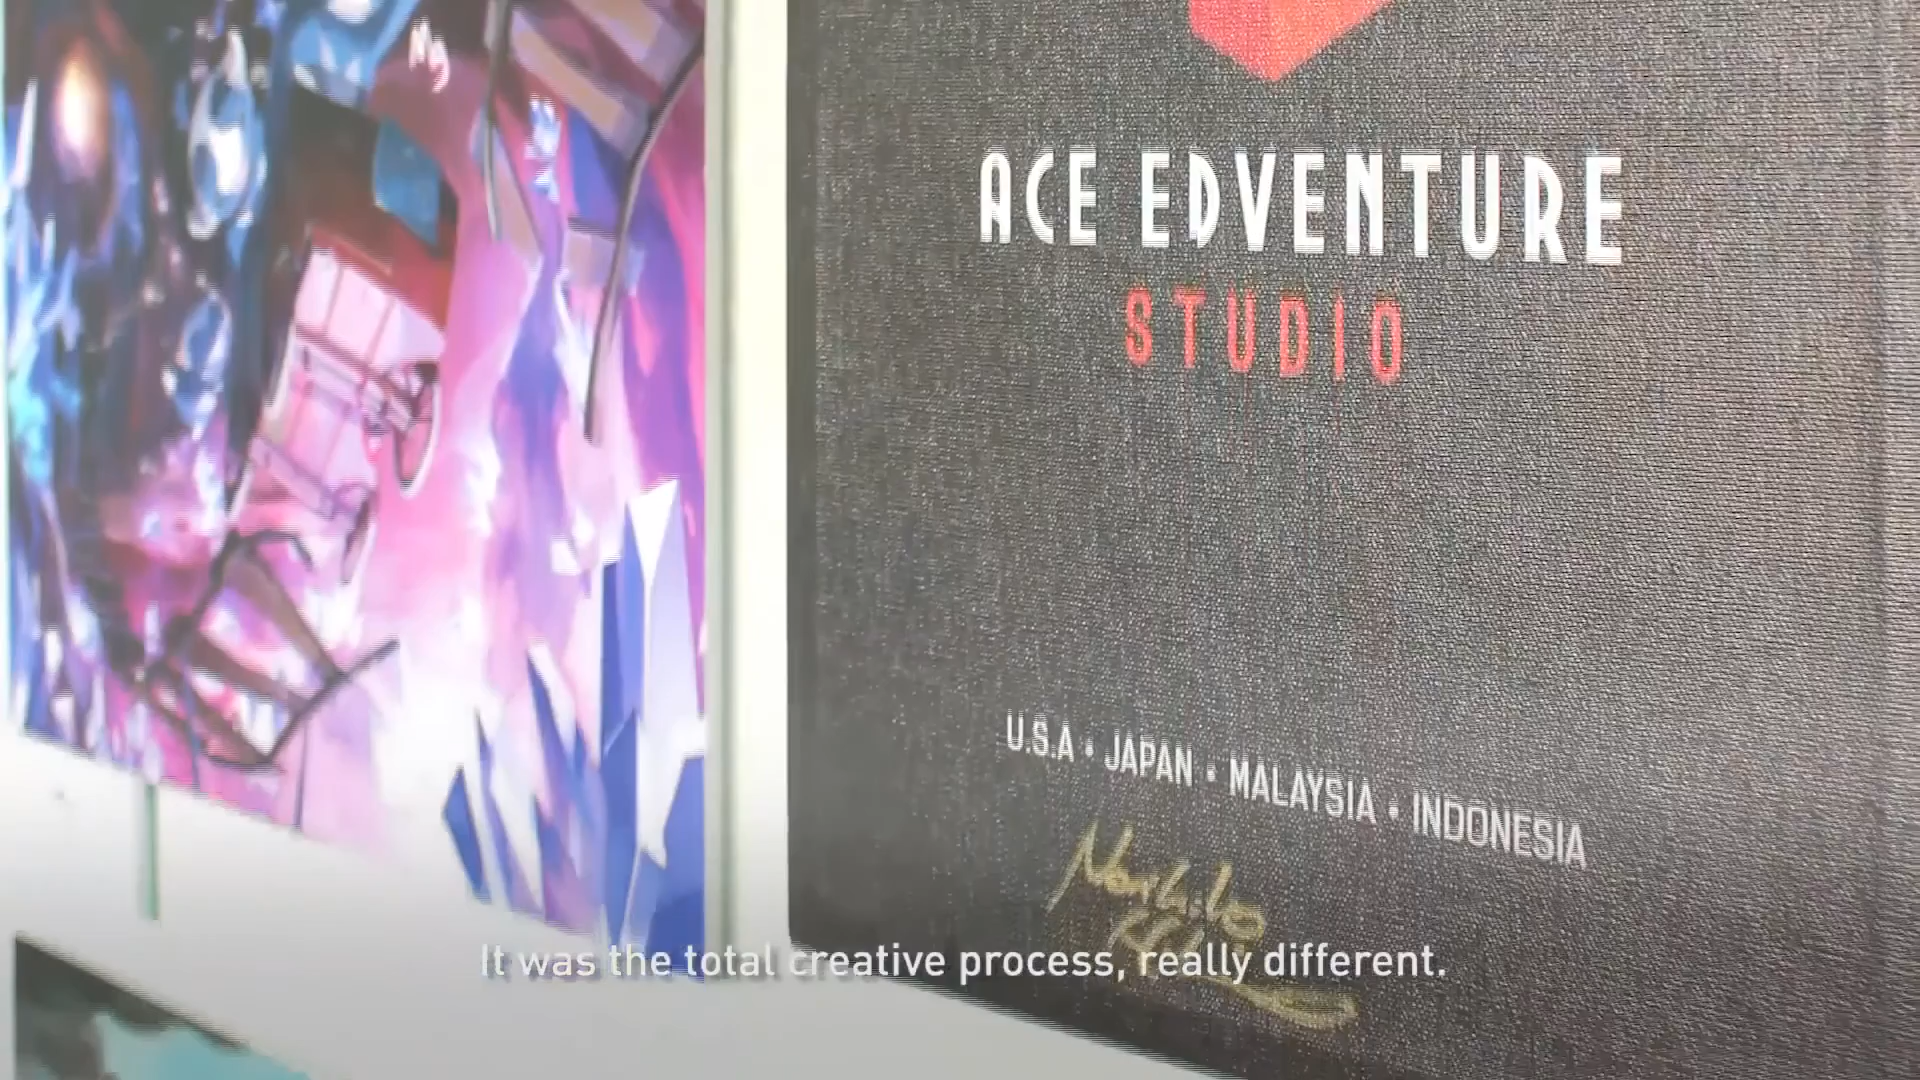 ACE EDVENTURE
STUDIO
U.S.A • JAPAN • MALAYSIA • INDONESIA
It was the total creative process, really different.